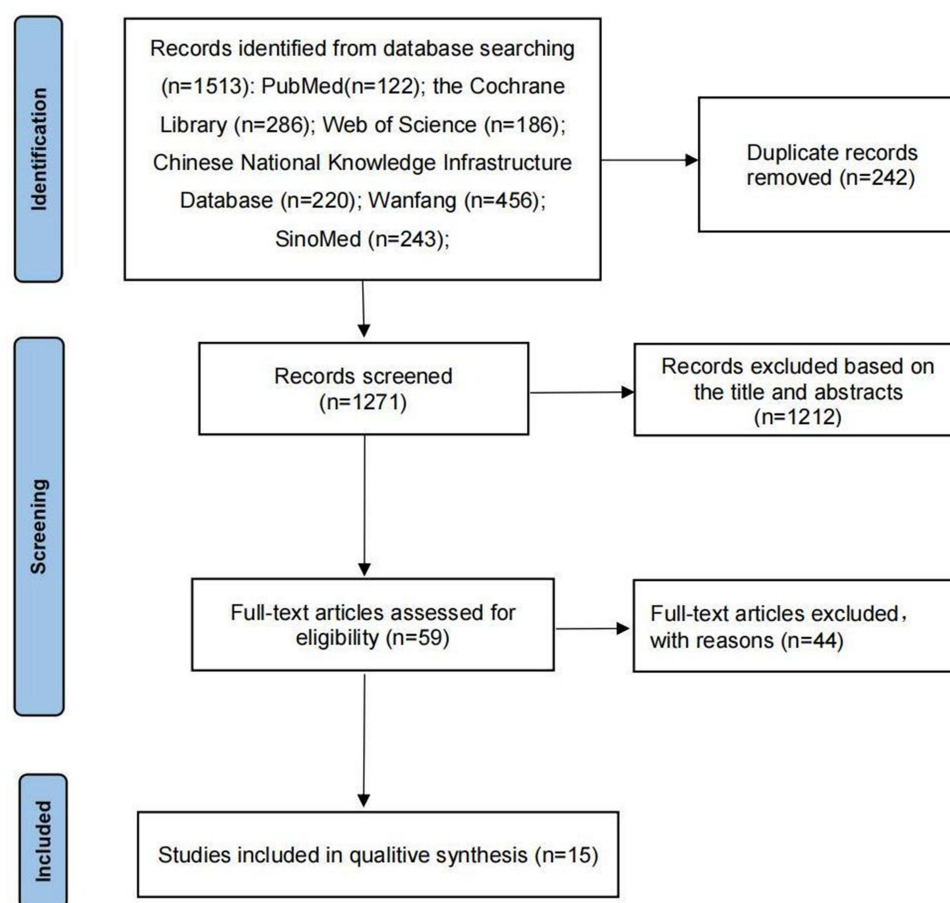 Identification
Records identified from database searching
(n=1513): PubMed(n=122); the Cochrane
Library (n=286); Web of Science (n=186);
Chinese National Knowledge Infrastructure
Database (n=220); Wanfang (n=456);
SinoMed (n=243);
Duplicate records
removed (n=242)
Screening
Records screened
(n=1271)
Records excluded based on
the title and abstracts
(n=1212)
Full-text articles assessed for
eligibility (n=59)
Full-text articles excluded，
with reasons (n=44)
Included
Studies included in qualitive synthesis (n=15)